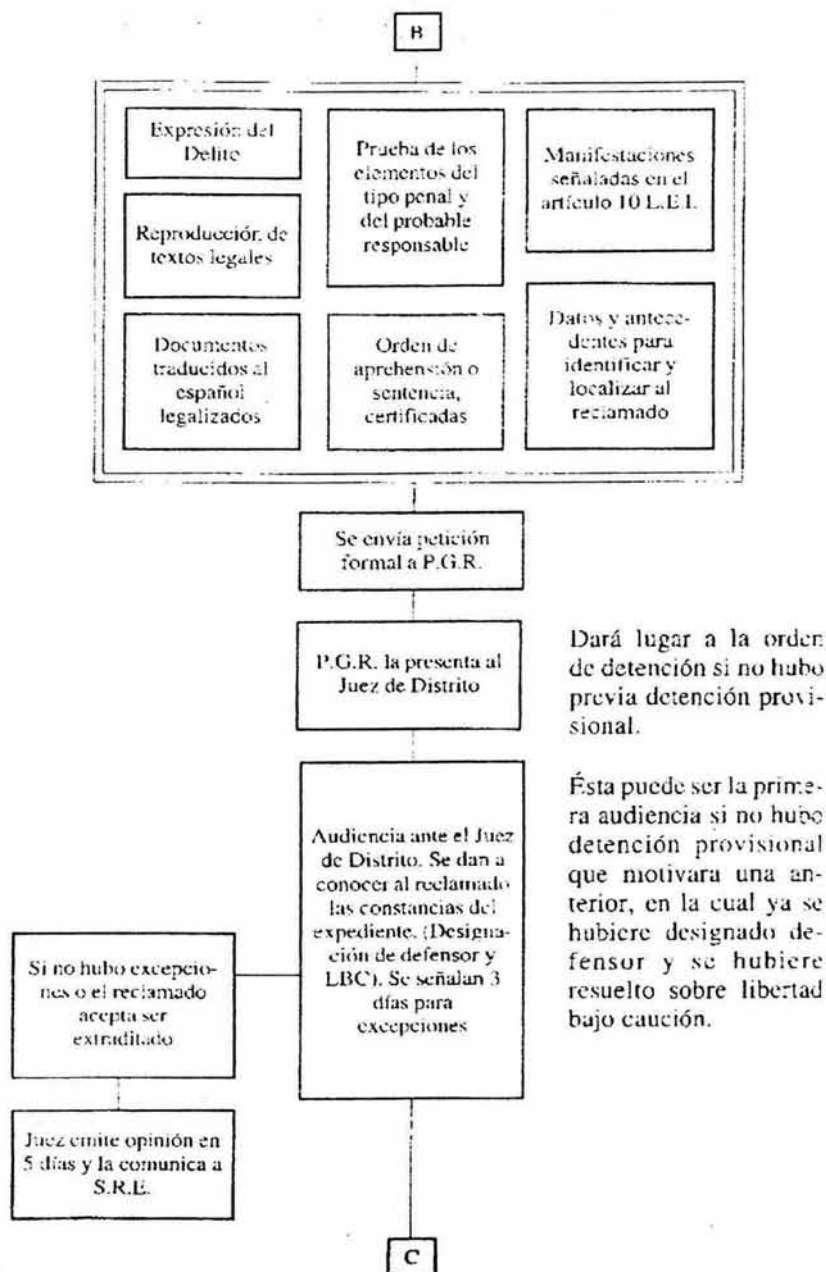 B
Expresión del
Delito
Reproducción de
textos legales
Documentos
traducidos al
español
legalizados
Prueba de los
elementos del
tipo penal y
del probable
responsable
Orden de
aprehensión o
sentencia,
certificadas
Manifestaciones
señaladas en el
artículo 10 L.E.I.
Datos y antece-
dentes para
identificar y
localizar al
reclamado
Se envía petición
formal a P.G.R.
P.G.R. la presenta al
Juez de Distrito
Dará lugar a la orden
de detención si no hubo
previa detención provi-
sional.
Audiencia ante el Juez
de Distrito. Se dan a
conocer al reclamado
las constancias del
expediente. (Designa-
ción de defensor y
LBC). Se señalan 3
días para
excepciones
Ésta puede ser la prime-
ra audiencia si no hubo
detención provisional
que motivara una an-
terior, en la cual ya se
hubiere designado de-
fensor y se hubiere
resuelto sobre libertad
bajo caución.
Si no hubo excepcio-
nes o el reclamado
acepta ser
extraditado
Juez emite opinión en
5 días y la comunica a
S.R.E.
C